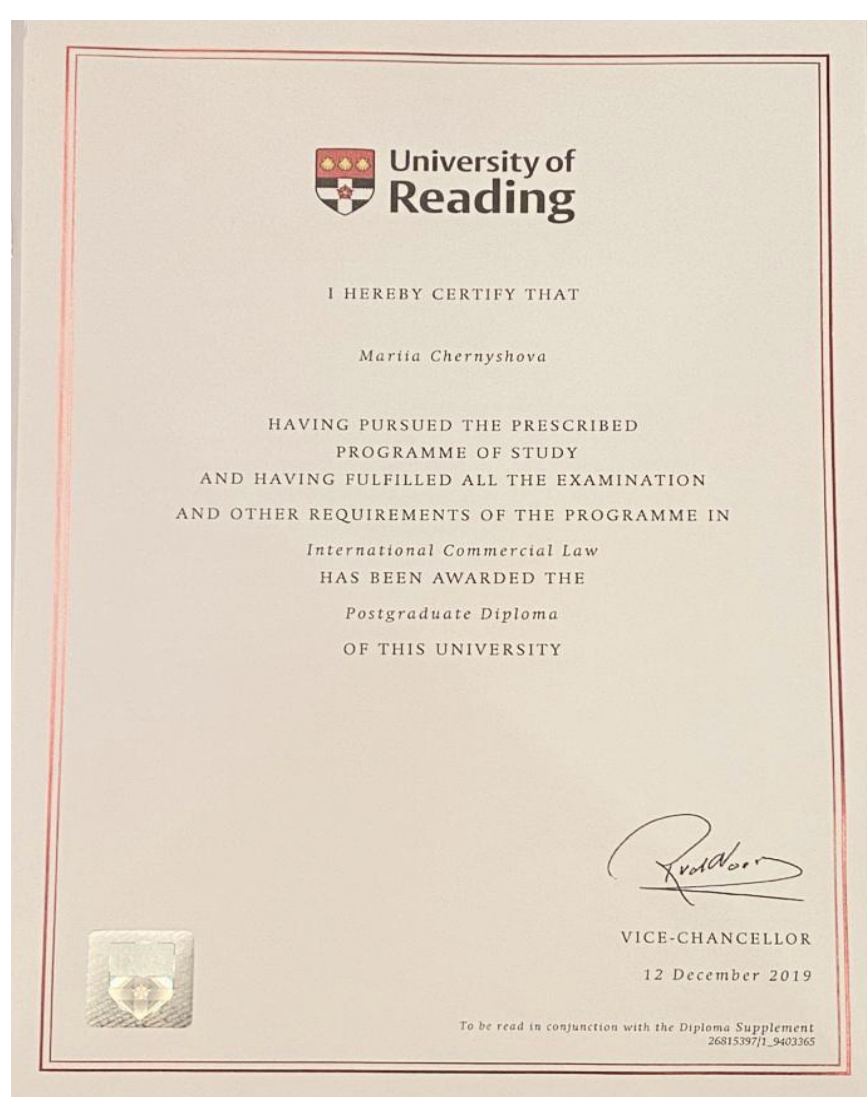 University of
Reading
I HEREBY CERTIFY THAT
Mariia Chernyshova
HAVING PURSUED THE PRESCRIBED
PROGRAMME OF STUDY
AND HAVING FULFILLED ALL THE EXAMINATION
AND OTHER REQUIREMENTS OF THE PROGRAMME IN
International Commercial Law
HAS BEEN AWARDED THE
Postgraduate Diploma
OF THIS UNIVERSITY
VICE-CHANCELLOR
12 December 2019
To be read in conjunction with the Diploma Supplement
26815397/1_9403365